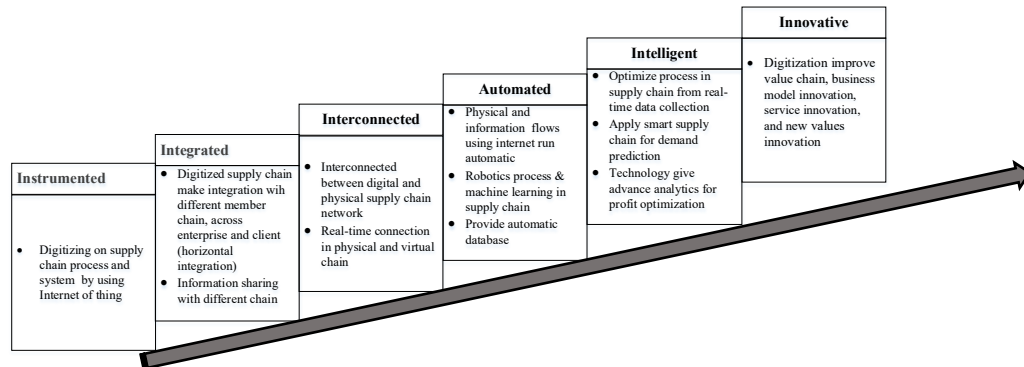 Instrumented
• Digitizing on supply
chain process and
system by using
Internet of thing
Integrated
• Digitized supply chain
make integration wih
different member
chain, across
enterprise and client
(horizontal
integration)
• Information sharing
with different chain
Interconnected
• Interconnected
between digital and
physical supply chain
network
• Real-time connection
in physical and virtual
chain
Automated
• Physical and
information flows
using internet run
automatic
• Robotics process &
machine learning in
supply chain
• Provide automatic
database
Intelligent
• Optimize process in
supply chain from real-
time data collection
• Apply smart supply
chain for demand
prediction
• Technology give
advance analytics for
profit optimization
Innovative
• Digitization improve
value chain, business
model innovation,
service innovation,
and new values
innovation